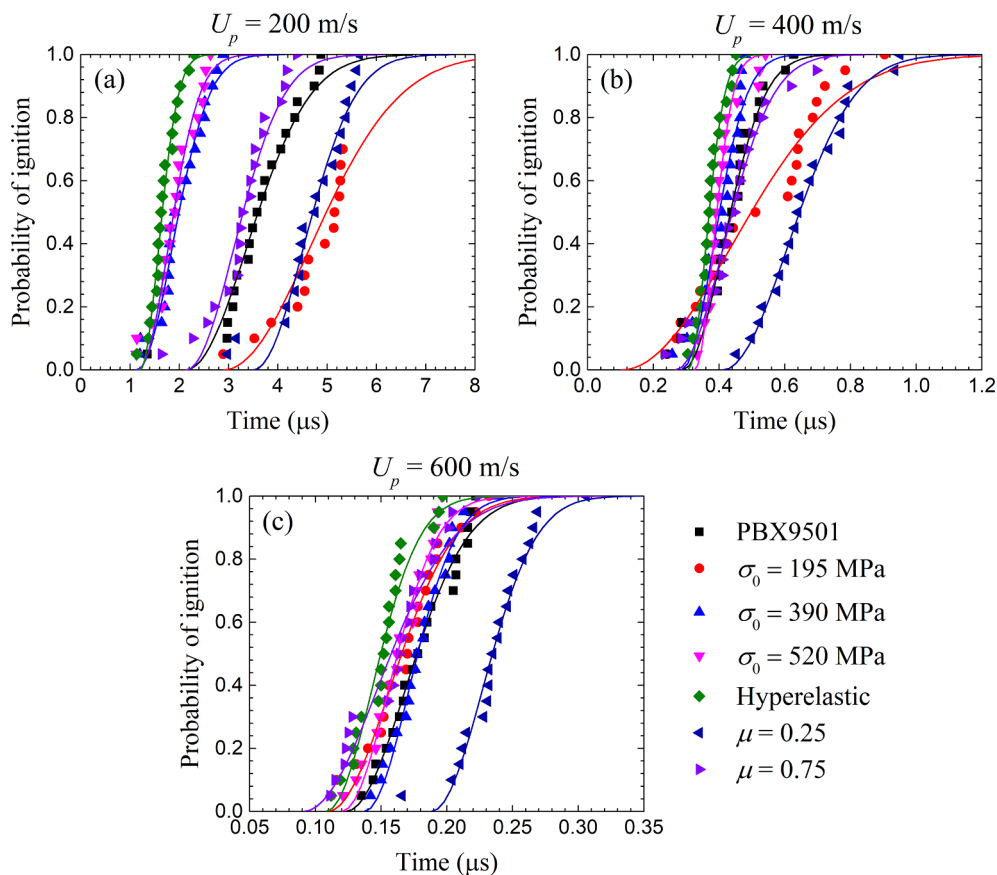 U_p = 200 m/s
(a)
Probability of ignition
1.0
0.8
0.6
0.4
0.2
0.0
0 1 2 3 4 5 6 7 8
Time (μs)
U_p = 400 m/s
(b)
Probability of ignition
1.0
0.8
0.6
0.4
0.2
0.0
0.0 0.2 0.4 0.6 0.8 1.0 1.2
Time (μs)
U_p = 600 m/s
(c)
Probability of ignition
1.0
0.8
0.6
0.4
0.2
0.0
0.05 0.10 0.15 0.20 0.25 0.30 0.35
Time (μs)
PBX9501
σ₀ = 195 MPa
σ₀ = 390 MPa
σ₀ = 520 MPa
Hyperelastic
μ = 0.25
μ = 0.75